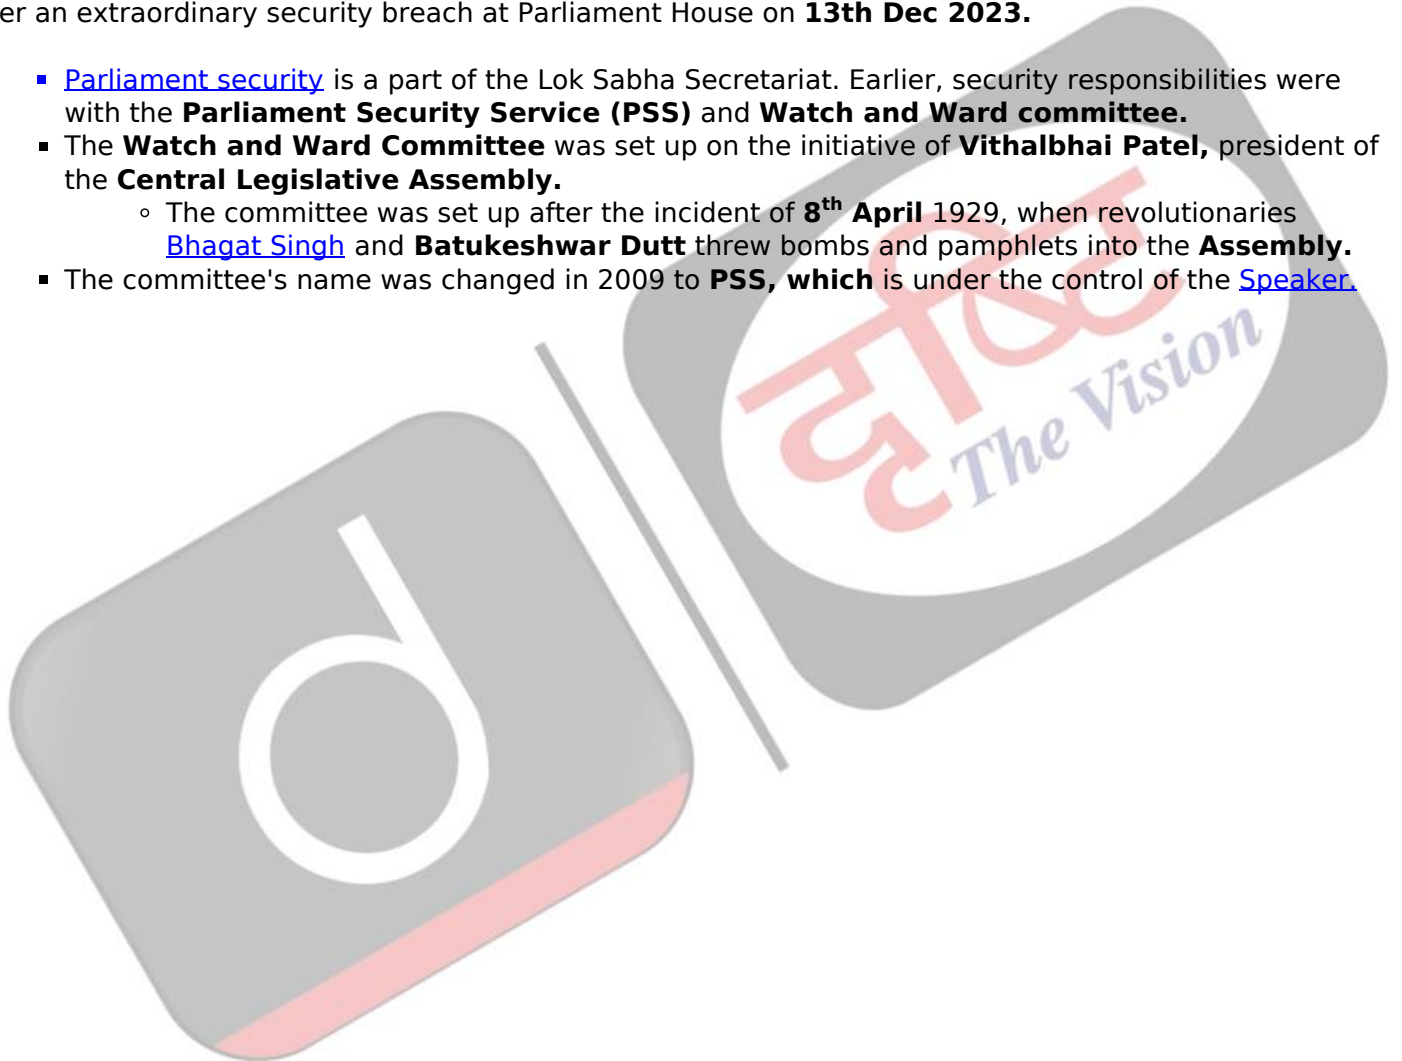 er an extraordinary security breach at Parliament House on 13th Dec 2023.
▪ Parliament security is a part of the Lok Sabha Secretariat. Earlier, security responsibilities were
with the Parliament Security Service (PSS) and Watch and Ward committee.
▪ The Watch and Ward Committee was set up on the initiative of Vithalbhai Patel, president of
the Central Legislative Assembly.
◦ The committee was set up after the incident of 8th April 1929, when revolutionaries
Bhagat Singh and Batukeshwar Dutt threw bombs and pamphlets into the Assembly.
▪ The committee's name was changed in 2009 to PSS, which is under the control of the Speaker.
दृष्टि
The Vision
d